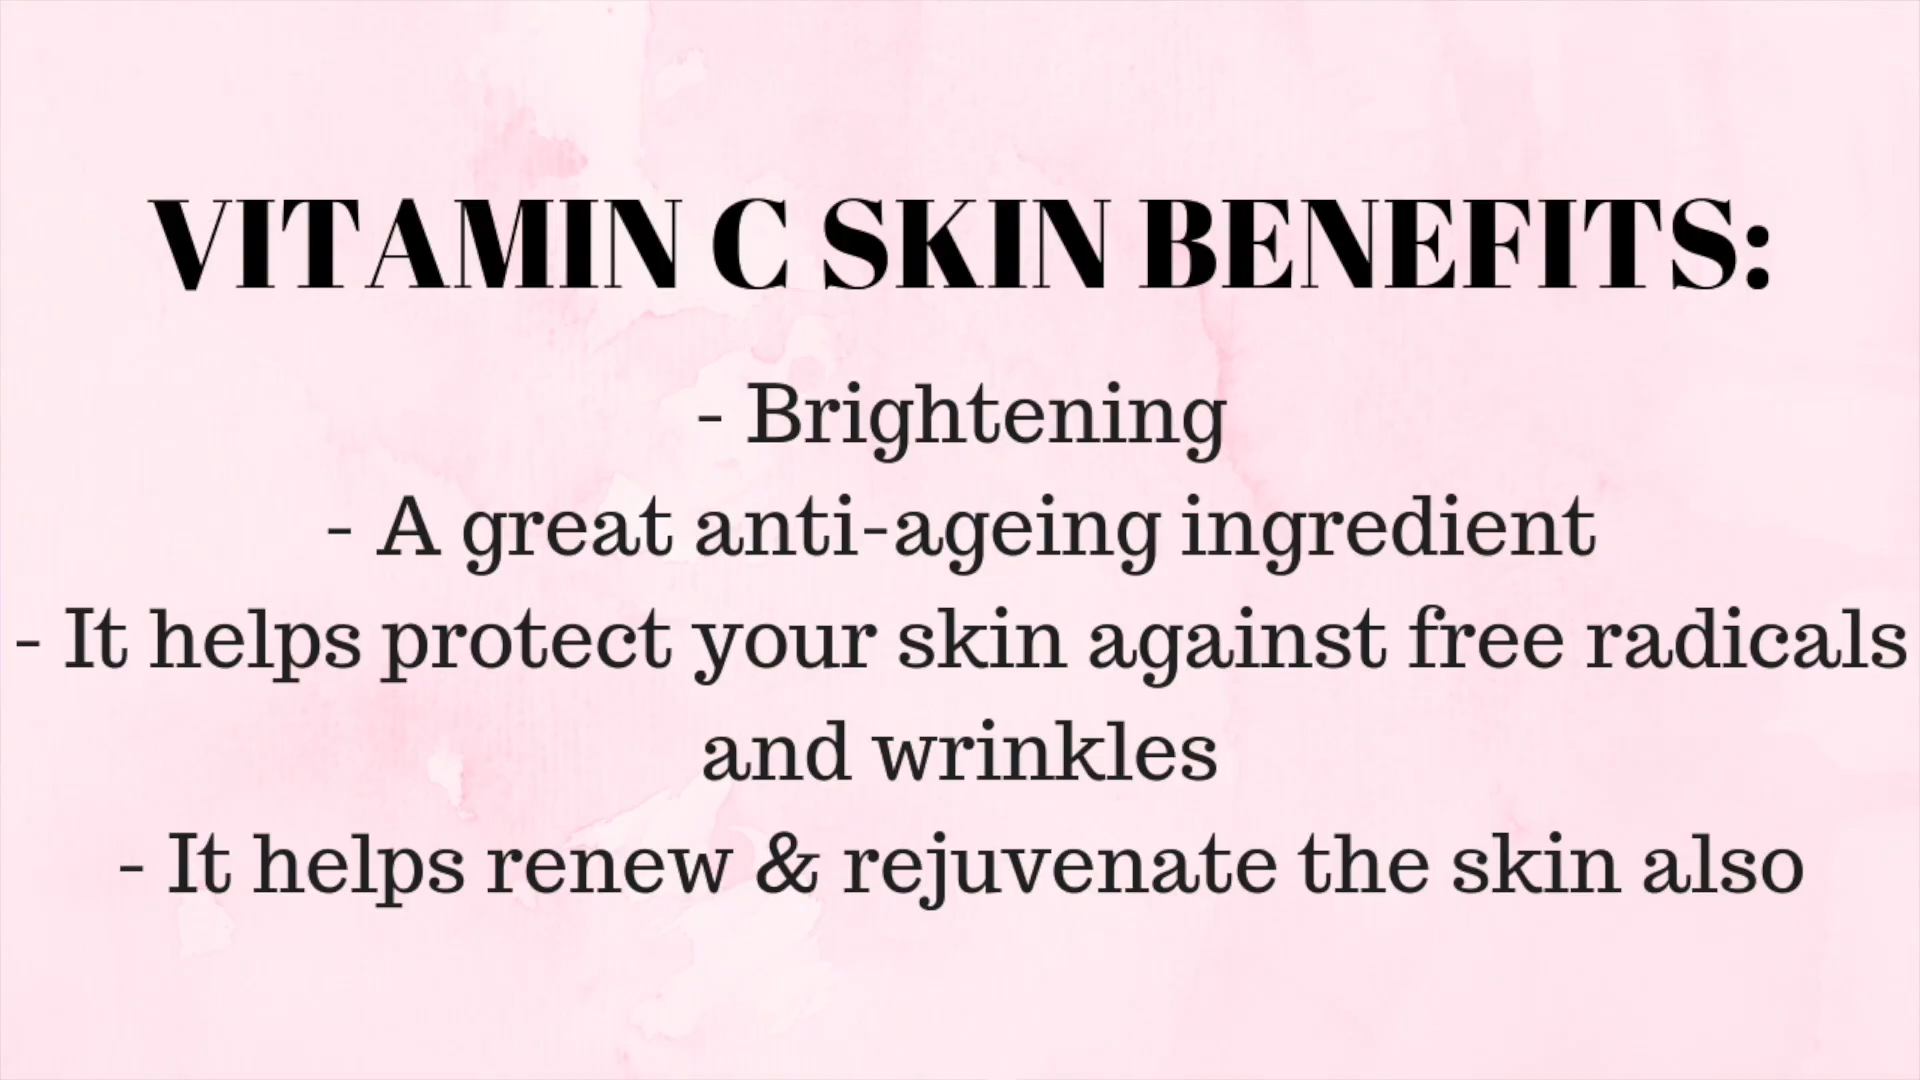 VITAMIN C SKIN BENEFITS:
- Brightening
- A great anti-ageing ingredient
- It helps protect your skin against free radicals
and wrinkles
- It helps renew & rejuvenate the skin also